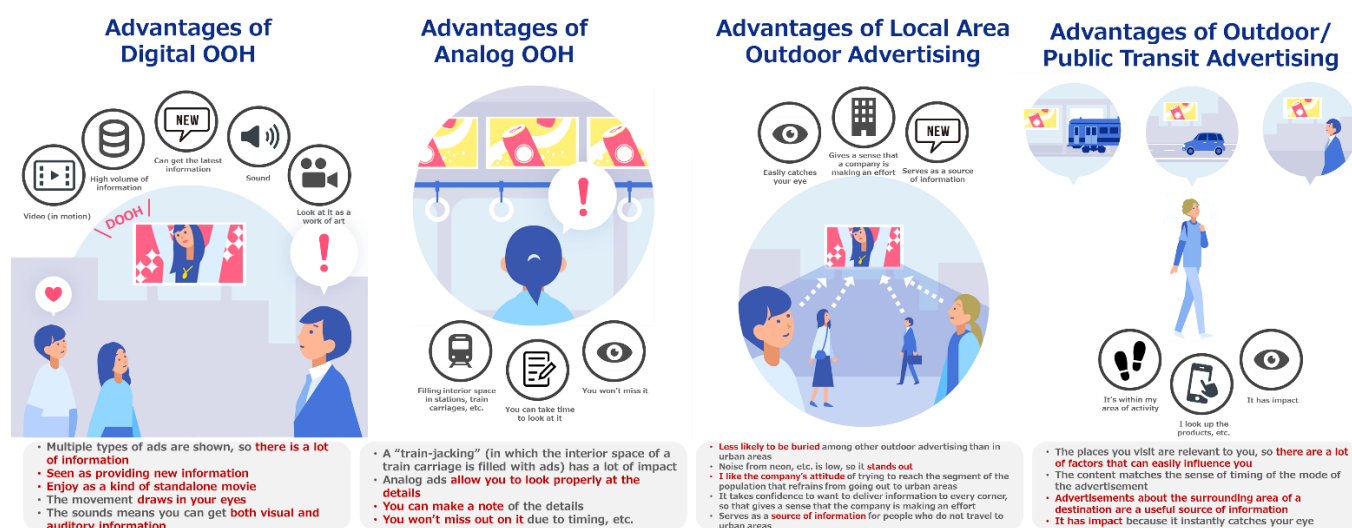 Advantages of
Digital OOH
NEW
Can get the latest
information
High volume of
information
Sound
Video (in motion)
Look at it as a
work of art
DOOH
!
• Multiple types of ads are shown, so there is a lot
of information
• Seen as providing new information
• Enjoy as a kind of standalone movie
• The movement draws in your eyes
• The sounds means you can get both visual and
auditory information
Advantages of
Analog OOH
!
Filling interior space
in stations, train
carriages, etc.
You can take time
to look at it
You won't miss it
• A “train-jacking” (in which the interior space of a
train carriage is filled with ads) has a lot of impact
• Analog ads allow you to look properly at the
details
• You can make a note of the details
• You won't miss out on it due to timing, etc.
Advantages of Local Area
Outdoor Advertising
NEW
Easily catches
your eye
Gives a sense that
a company is
making an effort
Serves as a source
of information
• Less likely to be buried among other outdoor advertising than in
urban areas
• Noise from neon, etc. is low, so it stands out
• I like the company's attitude of trying to reach the segment of the
population that refrains from going out to urban areas
• It takes confidence to want to deliver information to every corner,
so that gives a sense that the company is making an effort
• Serves as a source of information for people who do not travel to
urban areas
Advantages of Outdoor/
Public Transit Advertising
It's within my
area of activity
I look up the
products, etc.
It has impact
• The places you visit are relevant to you, so there are a lot
of factors that can easily influence you
• The content matches the sense of timing of the mode of
the advertisement
• Advertisements about the surrounding area of a
destination are a useful source of information
• It has impact because it instantly catches your eye